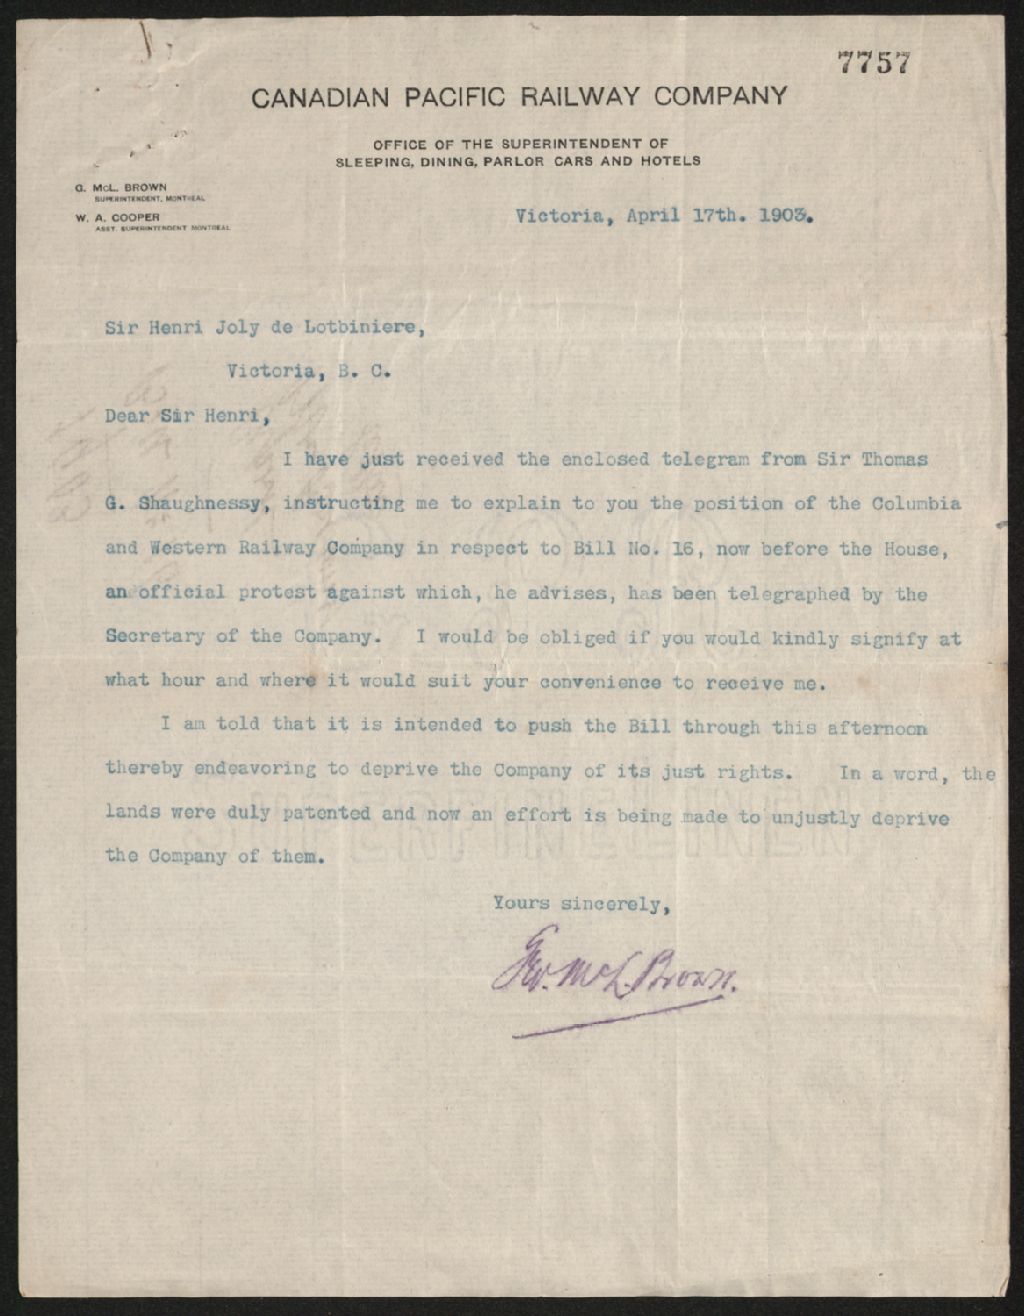 7757
CANADIAN PACIFIC RAILWAY COMPANY
OFFICE OF THE SUPERINTENDENT OF
SLEEPING, DINING, PARLOR CARS AND HOTELS
G. McL. BROWN
SUPERINTENDENT, MONTREAL
W. A. COOPER
ASST. SUPERINTENDENT MONTREAL
Victoria, April 17th. 1903.
Sir Henri Joly de Lotbiniere,
Victoria, B. C.
Dear Sir Henri,
I have just received the enclosed telegram from Sir Thomas
G. Shaughnessy, instructing me to explain to you the position of the Columbia
and Western Railway Company in respect to Bill No. 16, now before the House,
an official protest against which, he advises, has been telegraphed by the
Secretary of the Company. I would be obliged if you would kindly signify at
what hour and where it would suit your convenience to receive me.
I am told that it is intended to push the Bill through this afternoon
thereby endeavoring to deprive the Company of its just rights. In a word, the
lands were duly patented and now an effort is being made to unjustly deprive
the Company of them.
Yours sincerely,
Geo. McL. Brown.